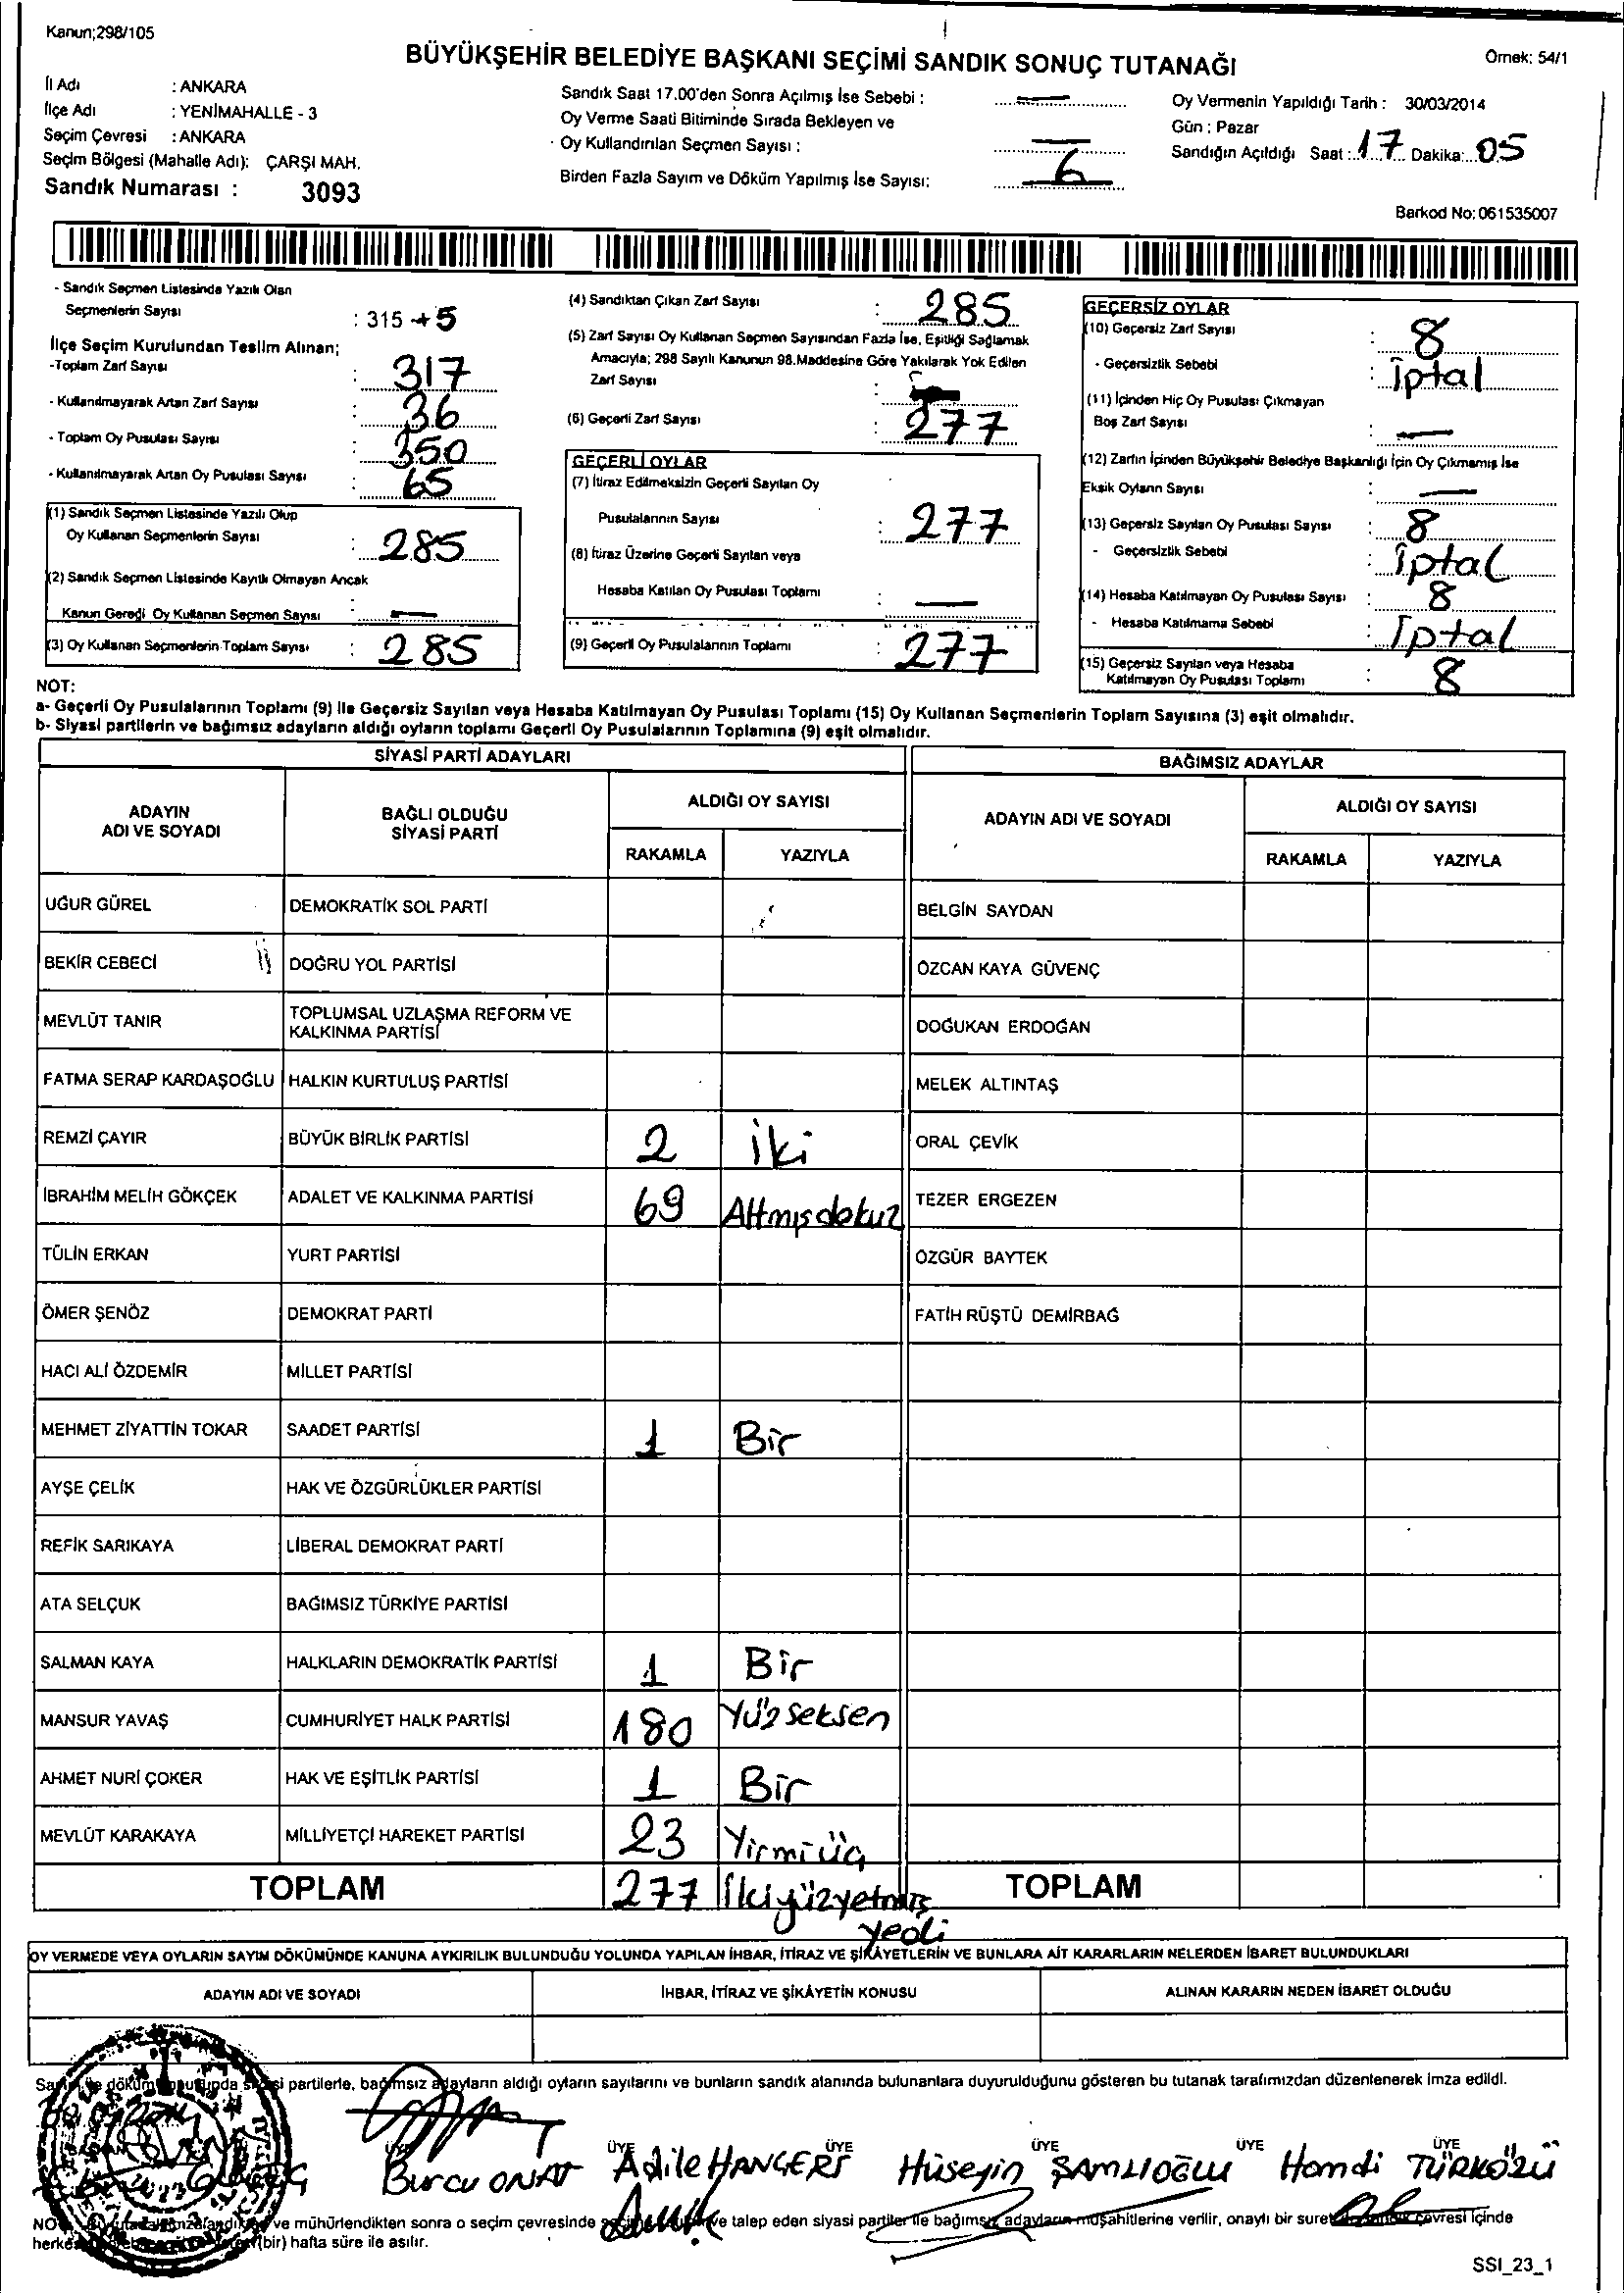 Kanun;298/105
BÜYÜKŞEHİR BELEDİYE BAŞKANI SEÇİMİ SANDIK SONUÇ TUTANAĞI
Örnek: 54/1
İl Adı : ANKARA
İlçe Adı : YENİMAHALLE - 3
Seçim Çevresi : ANKARA
Seçim Bölgesi (Mahalle Adı): ÇARŞI MAH.
Sandık Numarası : 3093
Sandık Saat 17.00'den Sonra Açılmış İse Sebebi : —
Oy Verme Saati Bitiminde Sırada Bekleyen ve
Oy Kullandırılan Seçmen Sayısı : —
Birden Fazla Sayım ve Döküm Yapılmış İse Sayısı: 6
Oy Vermenin Yapıldığı Tarih : 30/03/2014
Gün : Pazar
Sandığın Açıldığı Saat : 17 Dakika: 05
Barkod No: 061535007
- Sandık Seçmen Listesinde Yazılı Olan
Seçmenlerin Sayısı : 315 +5
İlçe Seçim Kurulundan Teslim Alınan;
-Toplam Zarf Sayısı : 317
- Kullanılmayarak Artan Zarf Sayısı : 36
- Toplam Oy Pusulası Sayısı : 350
- Kullanılmayarak Artan Oy Pusulası Sayısı : 65
(1) Sandık Seçmen Listesinde Yazılı Olup
Oy Kullanan Seçmenlerin Sayısı : 285
(2) Sandık Seçmen Listesinde Kayıtlı Olmayan Ancak
Kanun Gereği Oy Kullanan Seçmen Sayısı : —
(3) Oy Kullanan Seçmenlerin Toplam Sayısı : 285
(4) Sandıktan Çıkan Zarf Sayısı : 285
(5) Zarf Sayısı Oy Kullanan Seçmen Sayısından Fazla İse, Eşitliği Sağlamak
Amacıyla; 298 Sayılı Kanunun 98.Maddesine Göre Yakılarak Yok Edilen
Zarf Sayısı :
(6) Geçerli Zarf Sayısı : 277
GEÇERLİ OYLAR
(7) İtiraz Edilmeksizin Geçerli Sayılan Oy
Pusulalarının Sayısı : 277
(8) İtiraz Üzerine Geçerli Sayılan veya
Hesaba Katılan Oy Pusulası Toplamı : —
(9) Geçerli Oy Pusulalarının Toplamı : 277
GEÇERSİZ OYLAR
(10) Geçersiz Zarf Sayısı : 8
- Geçersizlik Sebebi : iptal
(11) İçinden Hiç Oy Pusulası Çıkmayan
Boş Zarf Sayısı : —
(12) Zarfın İçinden Büyükşehir Belediye Başkanlığı İçin Oy Çıkmamış İse
Eksik Oyların Sayısı : —
(13) Geçersiz Sayılan Oy Pusulası Sayısı : 8
- Geçersizlik Sebebi : iptal
(14) Hesaba Katılmayan Oy Pusulası Sayısı : 8
- Hesaba Katılmama Sebebi : İptal
(15) Geçersiz Sayılan veya Hesaba
Katılmayan Oy Pusulası Toplamı : 8
NOT:
a- Geçerli Oy Pusulalarının Toplamı (9) ile Geçersiz Sayılan veya Hesaba Katılmayan Oy Pusulası Toplamı (15) Oy Kullanan Seçmenlerin Toplam Sayısına (3) eşit olmalıdır.
b- Siyasi partilerin ve bağımsız adayların aldığı oyların toplamı Geçerli Oy Pusulalarının Toplamına (9) eşit olmalıdır.
SİYASİ PARTİ ADAYLARI
BAĞIMSIZ ADAYLAR
ADAYIN ADI VE SOYADI
BAĞLI OLDUĞU SİYASİ PARTİ
ALDIĞI OY SAYISI
RAKAMLA YAZIYLA
ADAYIN ADI VE SOYADI
ALDIĞI OY SAYISI
RAKAMLA YAZIYLA
UĞUR GÜREL DEMOKRATİK SOL PARTİ BELGİN SAYDAN
BEKİR CEBECİ DOĞRU YOL PARTİSİ ÖZCAN KAYA GÜVENÇ
MEVLÜT TANIR TOPLUMSAL UZLAŞMA REFORM VE KALKINMA PARTİSİ DOĞUKAN ERDOĞAN
FATMA SERAP KARDAŞOĞLU HALKIN KURTULUŞ PARTİSİ MELEK ALTINTAŞ
REMZİ ÇAYIR BÜYÜK BİRLİK PARTİSİ 2 iki ORAL ÇEVİK
İBRAHİM MELİH GÖKÇEK ADALET VE KALKINMA PARTİSİ 69 Altmışdokuz TEZER ERGEZEN
TÜLİN ERKAN YURT PARTİSİ ÖZGÜR BAYTEK
ÖMER ŞENÖZ DEMOKRAT PARTİ FATİH RÜŞTÜ DEMİRBAĞ
HACI ALİ ÖZDEMİR MİLLET PARTİSİ
MEHMET ZİYATTİN TOKAR SAADET PARTİSİ 1 Bir
AYŞE ÇELİK HAK VE ÖZGÜRLÜKLER PARTİSİ
REFİK SARIKAYA LİBERAL DEMOKRAT PARTİ
ATA SELÇUK BAĞIMSIZ TÜRKİYE PARTİSİ
SALMAN KAYA HALKLARIN DEMOKRATİK PARTİSİ 1 Bir
MANSUR YAVAŞ CUMHURİYET HALK PARTİSİ 180 Yüz seksen
AHMET NURİ ÇOKER HAK VE EŞİTLİK PARTİSİ 1 Bir
MEVLÜT KARAKAYA MİLLİYETÇİ HAREKET PARTİSİ 23 Yirmi üç
TOPLAM 277 İkiyüzyetmiş yedi TOPLAM
OY VERMEDE VEYA OYLARIN SAYIM DÖKÜMÜNDE KANUNA AYKIRILIK BULUNDUĞU YOLUNDA YAPILAN İHBAR, İTİRAZ VE ŞİKÂYETLERİN VE BUNLARA AİT KARARLARIN NELERDEN İBARET BULUNDUKLARI
ADAYIN ADI VE SOYADI İHBAR, İTİRAZ VE ŞİKÂYETİN KONUSU ALINAN KARARIN NEDEN İBARET OLDUĞU
partilerle, bağımsız adayların aldığı oyların sayılarını ve bunların sandık alanında bulunanlara duyurulduğunu gösteren bu tutanak tarafımızdan düzenlenerek imza edildi.
ÜYE ÜYE ÜYE ÜYE ÜYE
Burcu ONAT Adile HANGERİ Hüseyin ŞAMLIOĞLU Hamdi TÜRKÖZÜ
ve mühürlendikten sonra o seçim çevresinde ve talep eden siyasi partiler ile bağımsız adayların müşahitlerine verilir, onaylı bir sureti çevresi içinde
(bir) hafta süre ile asılır.
SSI_23_1